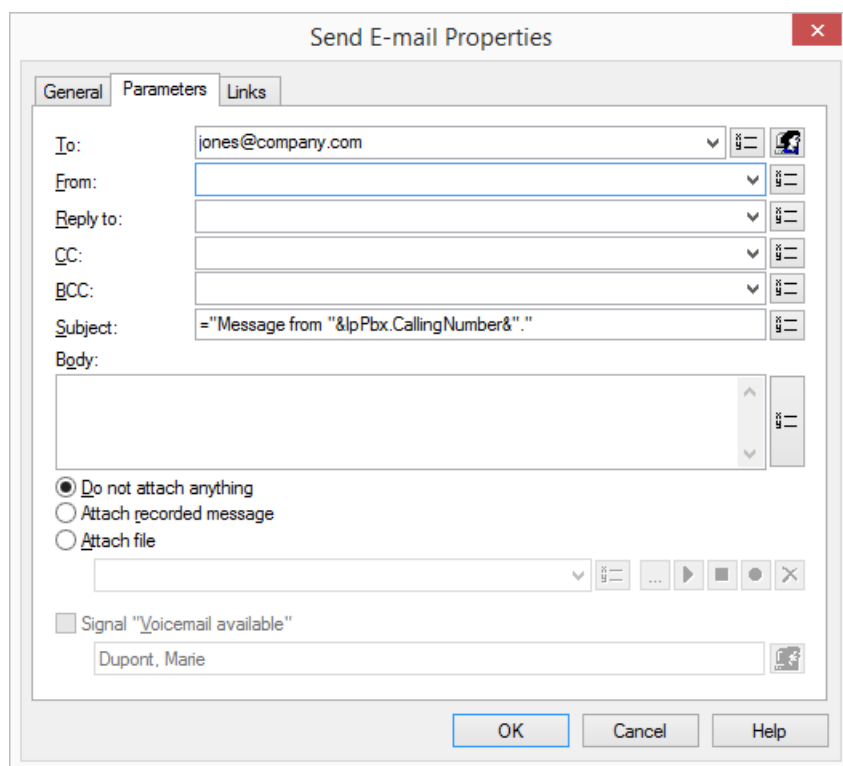 Send E-mail Properties
General Parameters Links
To: jones@company.com
From:
Reply to:
CC:
BCC:
Subject: ="Message from "&IpPbx.CallingNumber&"."
Body:
Do not attach anything
Attach recorded message
Attach file
...
Signal "Voicemail available"
Dupont, Marie
OK Cancel Help